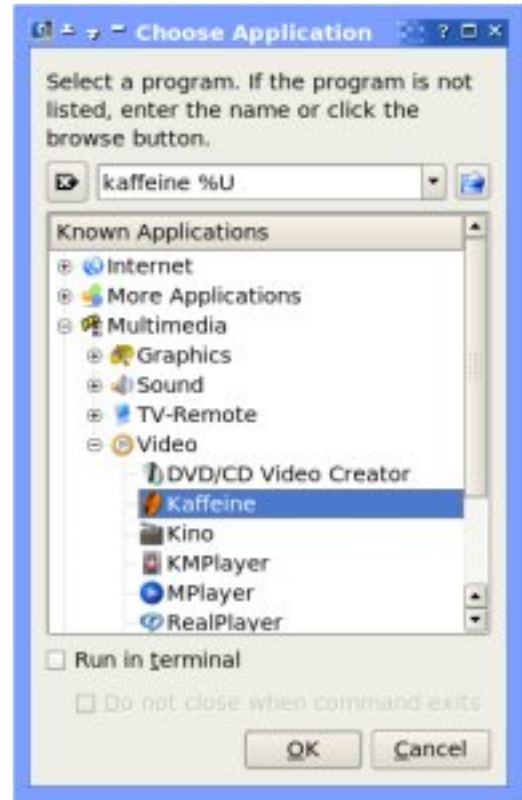 Choose Application
Select a program. If the program is not
listed, enter the name or click the
browse button.
kaffeine %U
Known Applications
Internet
More Applications
Multimedia
Graphics
Sound
TV-Remote
Video
DVD/CD Video Creator
Kaffeine
Kino
KMPlayer
MPlayer
RealPlayer
Run in terminal
Do not close when command exits
OK Cancel